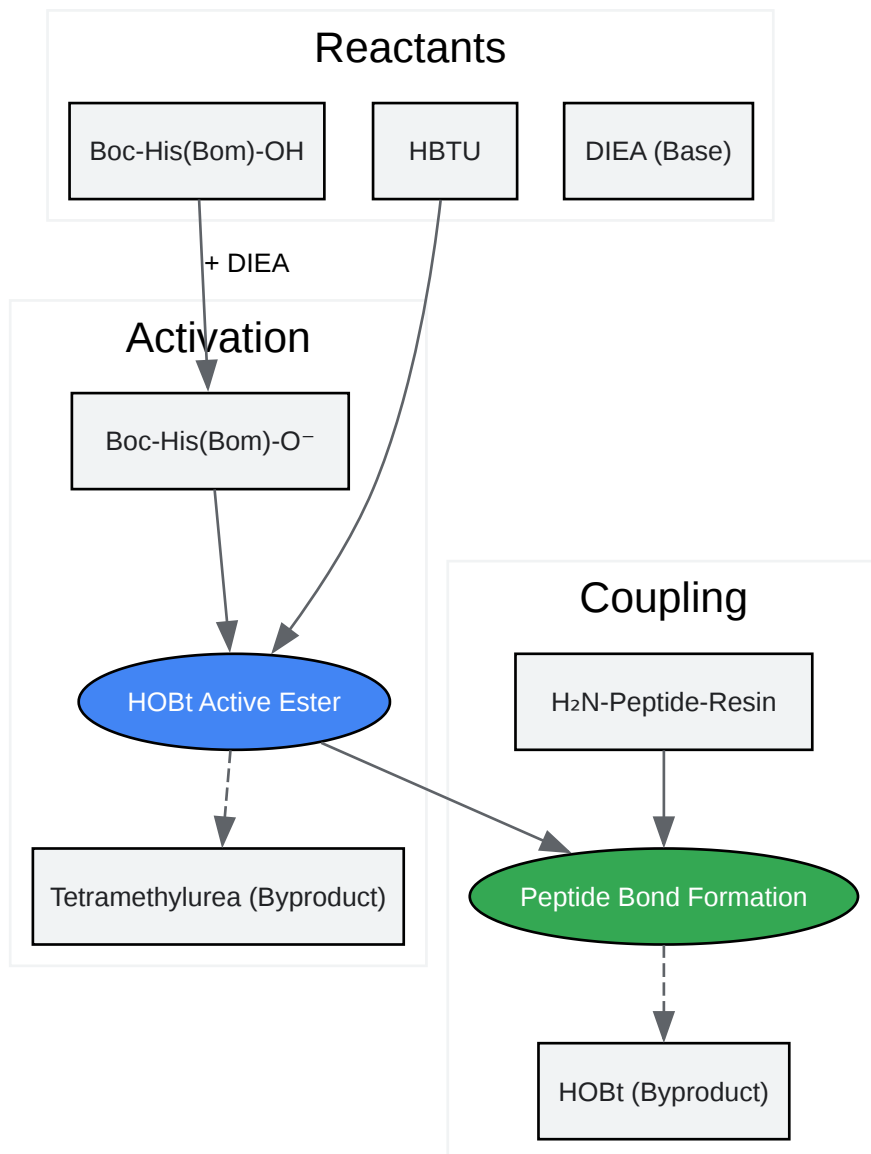 Reactants
Boc-His(Bom)-OH
HBTU
DIEA (Base)
+ DIEA
Activation
Boc-His(Bom)-O⁻
Coupling
HOBt Active Ester
H₂N-Peptide-Resin
Tetramethylurea (Byproduct)
Peptide Bond Formation
HOBt (Byproduct)